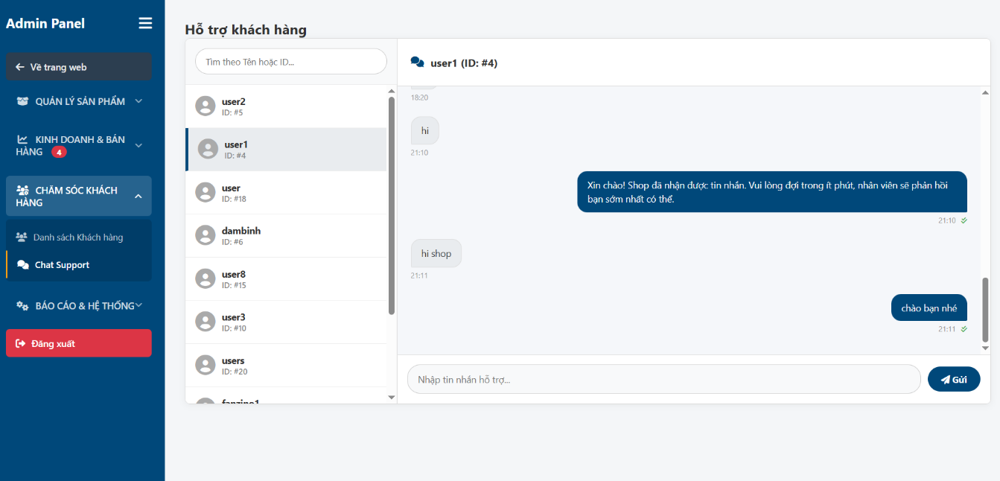 Admin Panel
Về trang web
QUẢN LÝ SẢN PHẨM
KINH DOANH & BÁN
HÀNG 4
CHĂM SÓC KHÁCH
HÀNG
Danh sách Khách hàng
Chat Support
BÁO CÁO & HỆ THỐNG
Đăng xuất
Hỗ trợ khách hàng
Tìm theo Tên hoặc ID...
user2
ID: #5
user1
ID: #4
user
ID: #18
dambinh
ID: #6
user8
ID: #15
user3
ID: #10
users
ID: #20
fanzino1
user1 (ID: #4)
18:20
hi
21:10
Xin chào! Shop đã nhận được tin nhắn. Vui lòng đợi trong ít phút, nhân viên sẽ phản hồi
bạn sớm nhất có thể.
21:10
hi shop
21:11
chào bạn nhé
21:11
Nhập tin nhắn hỗ trợ...
Gửi